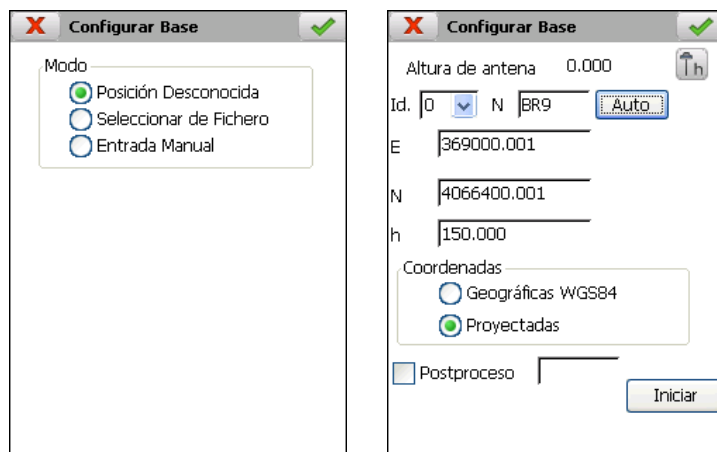 Configurar Base
Modo
Posición Desconocida
Seleccionar de Fichero
Entrada Manual
Configurar Base
Altura de antena 0.000 h
Id. 0 N BR9 Auto
E 369000.001
N 4066400.001
h 150.000
Coordenadas
Geográficas WGS84
Proyectadas
Postproceso
Iniciar